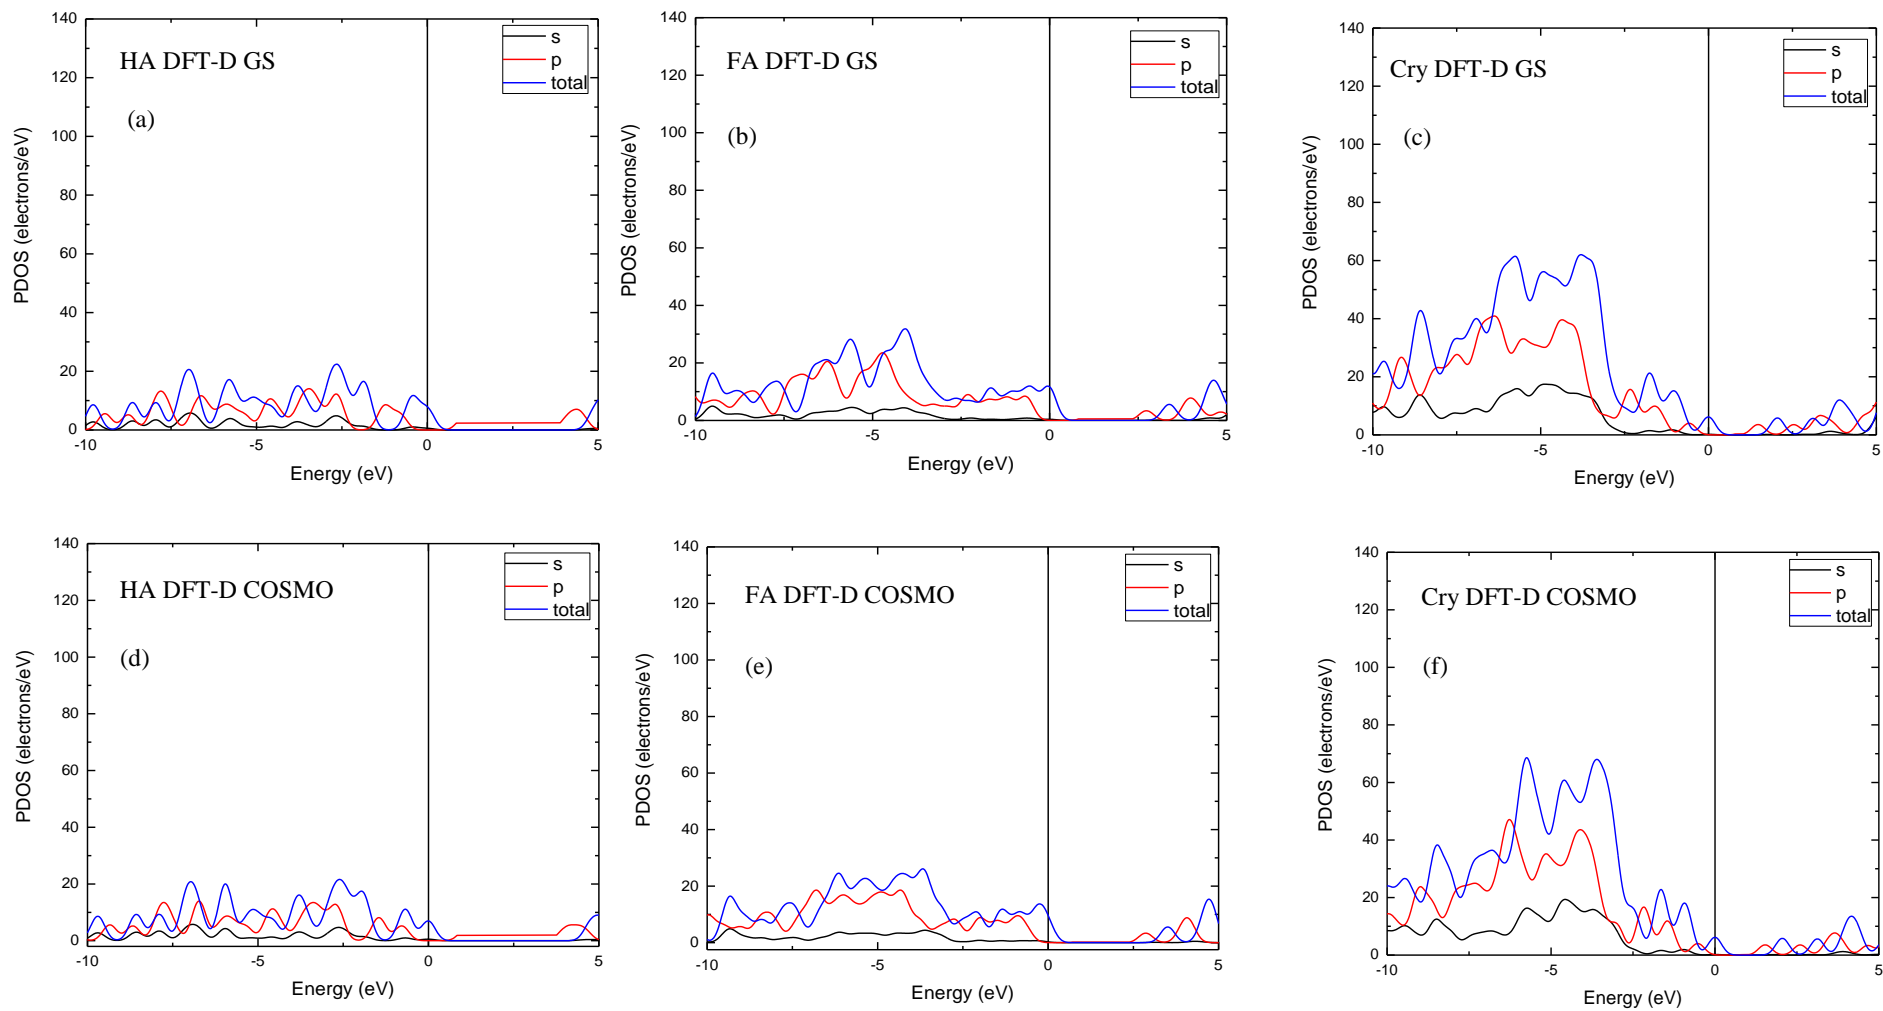 HA DFT-D GS
(a)
s
p
total
140
120
100
80
60
40
20
0
-10
-5
0
5
Energy (eV)
PDOS (electrons/eV)
FA DFT-D GS
(b)
s
p
total
140
120
100
80
60
40
20
0
-10
-5
0
5
Energy (eV)
PDOS (electrons/eV)
Cry DFT-D GS
(c)
s
p
total
140
120
100
80
60
40
20
0
-10
-5
0
5
Energy (eV)
PDOS (electrons/eV)
HA DFT-D COSMO
(d)
s
p
total
140
120
100
80
60
40
20
0
-10
-5
0
5
Energy (eV)
PDOS (electrons/eV)
FA DFT-D COSMO
(e)
s
p
total
140
120
100
80
60
40
20
0
-10
-5
0
5
Energy (eV)
PDOS (electrons/eV)
Cry DFT-D COSMO
(f)
s
p
total
140
120
100
80
60
40
20
0
-10
-5
0
5
Energy (eV)
PDOS (electrons/eV)